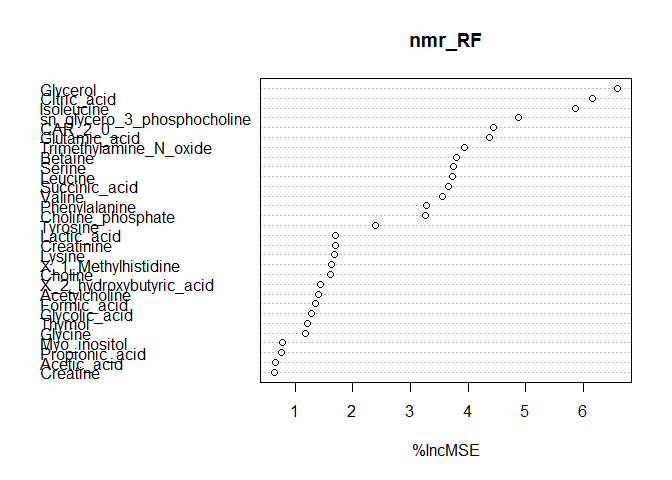 nmr_RF
Glycerol
Citric_acid
Isoleucine
sn_glycero_3_phosphocholine
CAR_2_0_
Glutamic_acid
Trimethylamine_N_oxide
Betaine
Serine
Leucine
Succinic_acid
Valine
Phenylalanine
Choline_phosphate
Tyrosine
Lactic_acid
Creatinine
Lysine
X_1_Methylhistidine
Choline
X_2_hydroxybutyric_acid
Acetylcholine
Formic_acid
Glycolic_acid
Thymol
Glycine
Myo_inositol
Propionic_acid
Acetic_acid
Creatine
1 2 3 4 5 6
%IncMSE